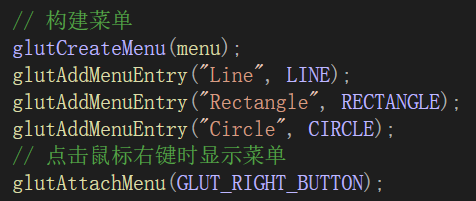 // 构建菜单
glutCreateMenu(menu);
glutAddMenuEntry("Line", LINE);
glutAddMenuEntry("Rectangle", RECTANGLE);
glutAddMenuEntry("Circle", CIRCLE);
// 点击鼠标右键时显示菜单
glutAttachMenu(GLUT_RIGHT_BUTTON);